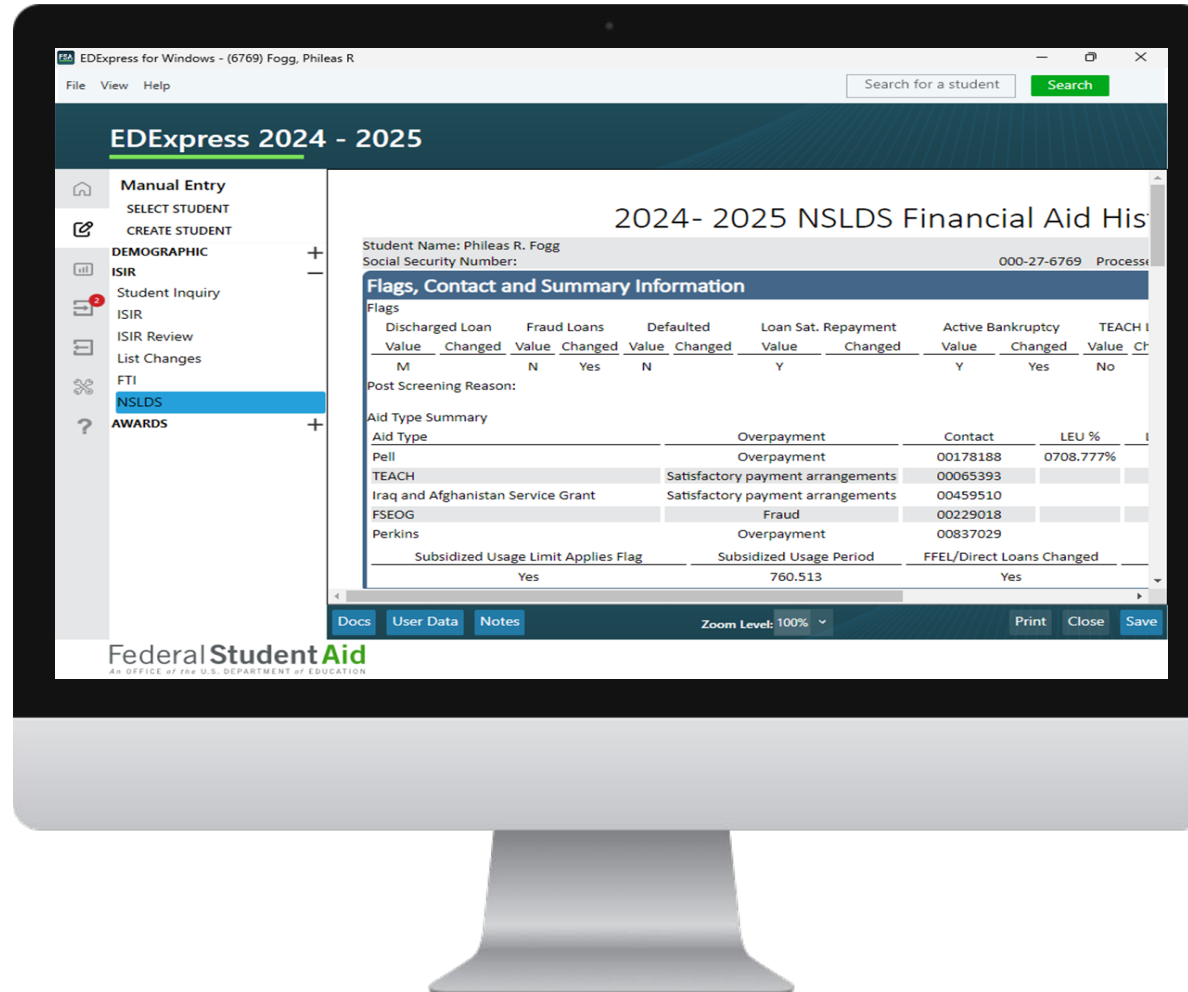 FSA EDExpress for Windows - (6769) Fogg, Phileas R
File View Help Search for a student Search
EDExpress 2024 - 2025
Manual Entry
SELECT STUDENT
CREATE STUDENT
DEMOGRAPHIC +
ISIR −
Student Inquiry
ISIR
ISIR Review
List Changes
FTI
NSLDS
AWARDS +
2
?
2024- 2025 NSLDS Financial Aid His
Student Name: Phileas R. Fogg
Social Security Number: 000-27-6769 Process
Flags, Contact and Summary Information
Flags
Discharged Loan Fraud Loans Defaulted Loan Sat. Repayment Active Bankruptcy TEACH L
Value Changed Value Changed Value Changed Value Changed Value Changed Value Ch
M N Yes N Y Y Yes No
Post Screening Reason:
Aid Type Summary
Aid Type Overpayment Contact LEU %
Pell Overpayment 00178188 0708.777%
TEACH Satisfactory payment arrangements 00065393
Iraq and Afghanistan Service Grant Satisfactory payment arrangements 00459510
FSEOG Fraud 00229018
Perkins Overpayment 00837029
Subsidized Usage Limit Applies Flag Subsidized Usage Period FFEL/Direct Loans Changed
Yes 760.513 Yes
Docs User Data Notes Zoom Level: 100% Print Close Save
Federal Student Aid
An OFFICE of the U.S. DEPARTMENT of EDUCATION